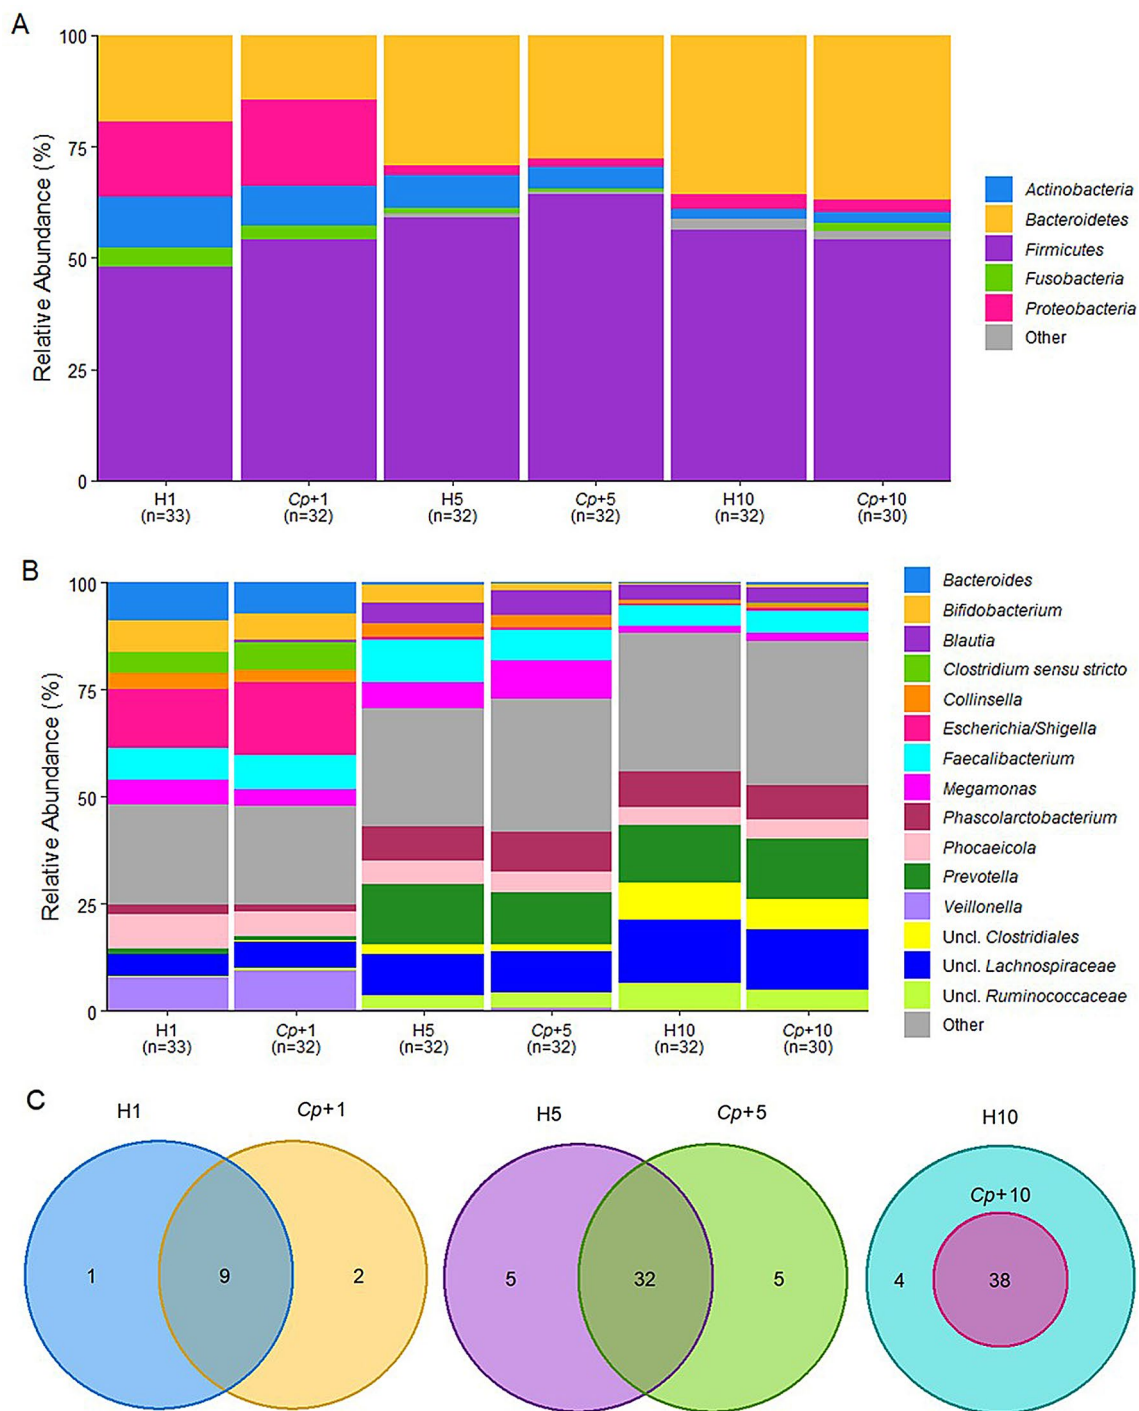 A
Relative Abundance (%)
100
75
50
25
0
H1
(n=33)
Cp+1
(n=32)
H5
(n=32)
Cp+5
(n=32)
H10
(n=32)
Cp+10
(n=30)
Actinobacteria
Bacteroidetes
Firmicutes
Fusobacteria
Proteobacteria
Other
B
Relative Abundance (%)
100
75
50
25
0
H1
(n=33)
Cp+1
(n=32)
H5
(n=32)
Cp+5
(n=32)
H10
(n=32)
Cp+10
(n=30)
Bacteroides
Bifidobacterium
Blautia
Clostridium sensu stricto
Collinsella
Escherichia/Shigella
Faecalibacterium
Megamonas
Phascolarctobacterium
Phocaeicola
Prevotella
Veillonella
Uncl. Clostridiales
Uncl. Lachnospiraceae
Uncl. Ruminococcaceae
Other
C
H1
Cp+1
1
9
2
H5
Cp+5
5
32
5
H10
Cp+10
4
38